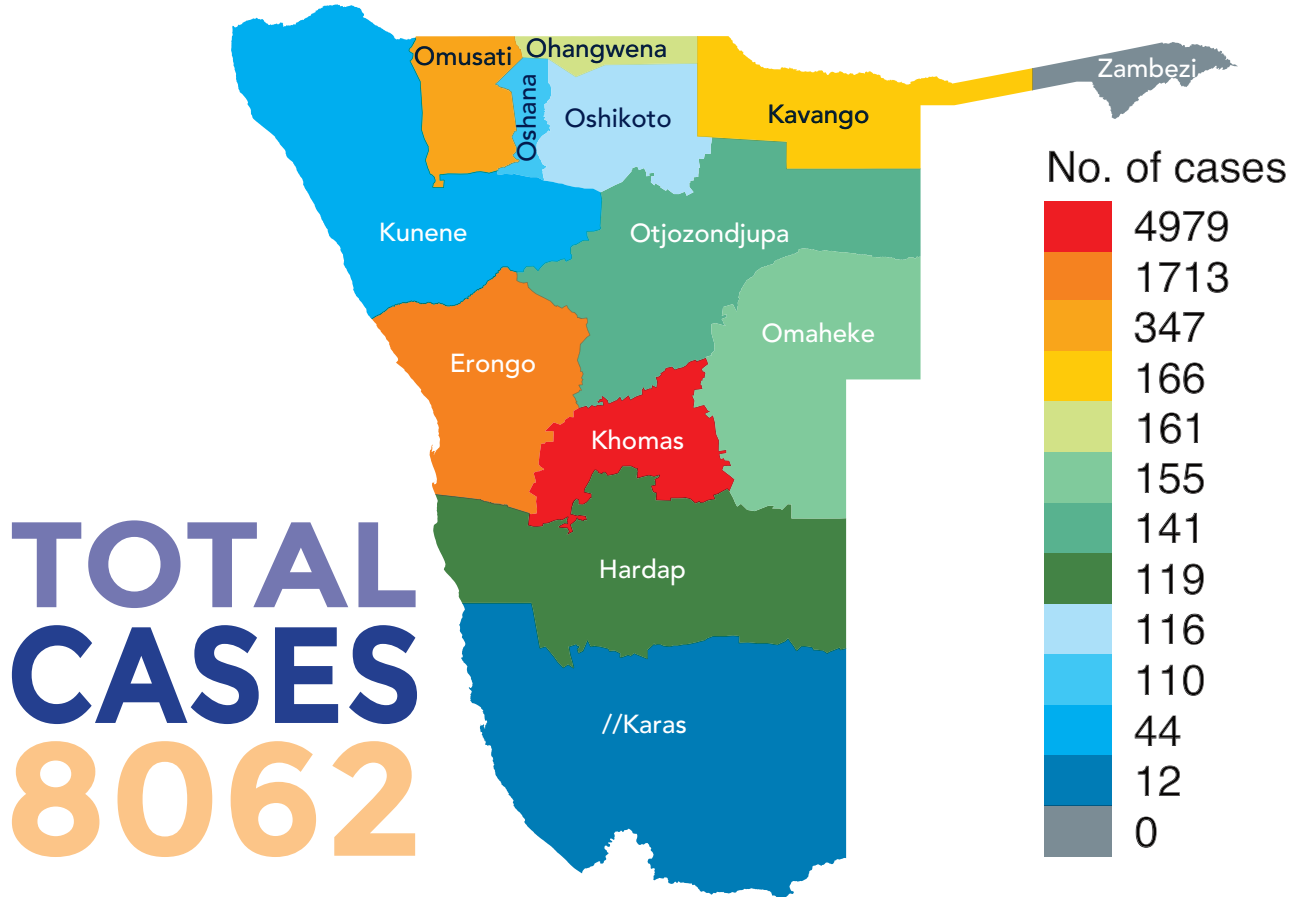 Omusati
Ohangwena
Zambezi
Oshana
Oshikoto
Kavango
Kunene
Otjozondjupa
Omaheke
Erongo
Khomas
Hardap
//Karas
No. of cases
4979
1713
347
166
161
155
141
119
116
110
44
12
0
TOTAL
CASES
8062